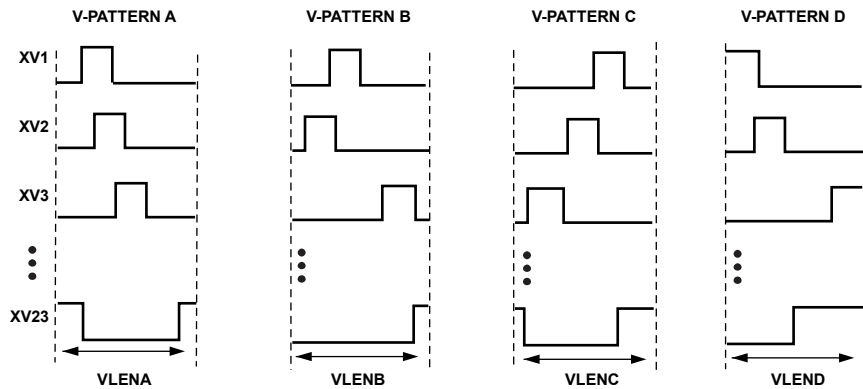 V-PATTERN A V-PATTERN B V-PATTERN C V-PATTERN D
XV1
XV2
XV3
XV23
VLENA VLENB VLENC VLEND